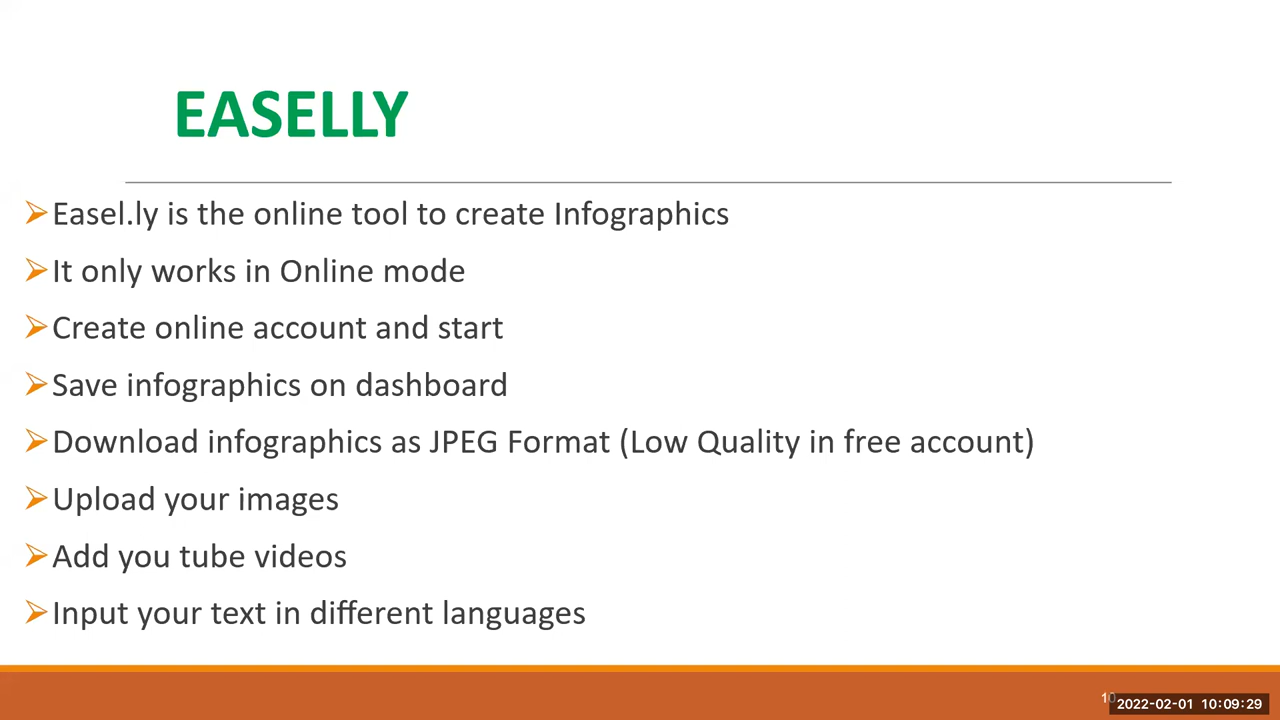 EASELLY
Easel.ly is the online tool to create Infographics
It only works in Online mode
Create online account and start
Save infographics on dashboard
Download infographics as JPEG Format (Low Quality in free account)
Upload your images
Add you tube videos
Input your text in different languages
2022-02-01 10:09:29